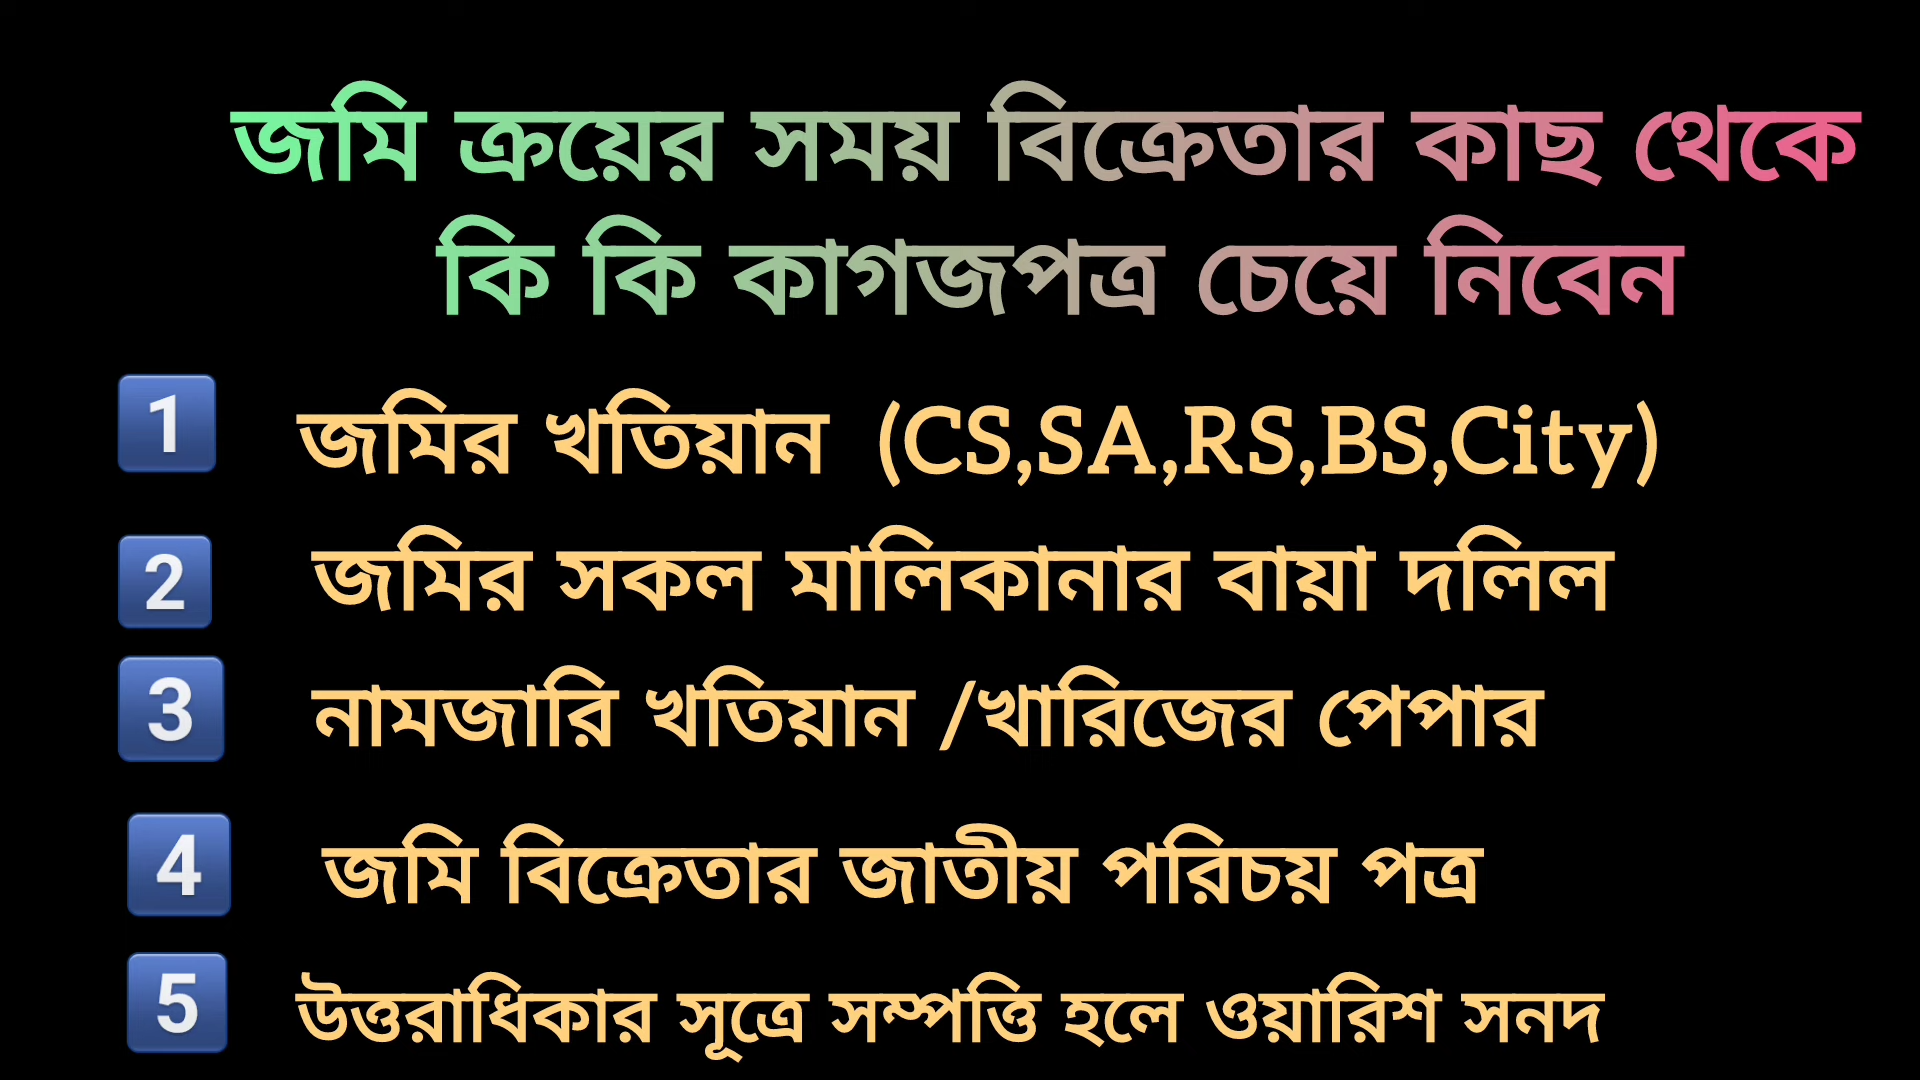 জমি ক্রয়ের সময় বিক্রেতার কাছ থেকে
কি কি কাগজপত্র চেয়ে নিবেন
1 জমির খতিয়ান (CS,SA,RS,BS,City)
2 জমির সকল মালিকানার বায়া দলিল
3 নামজারি খতিয়ান /খারিজের পেপার
4 জমি বিক্রেতার জাতীয় পরিচয় পত্র
5 উত্তরাধিকার সূত্রে সম্পত্তি হলে ওয়ারিশ সনদ